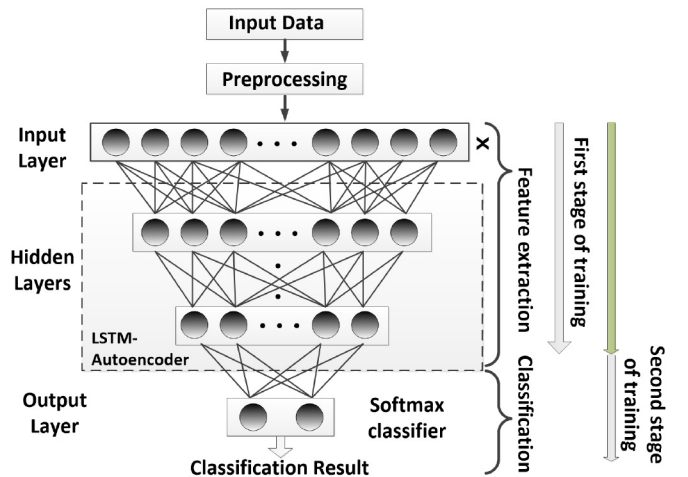 Input Data
Preprocessing
Input
Layer
X
Hidden
Layers
LSTM-
Autoencoder
Feature extraction
First stage of training
Output
Layer
Softmax
classifier
Classification
Second stage
of training
Classification Result